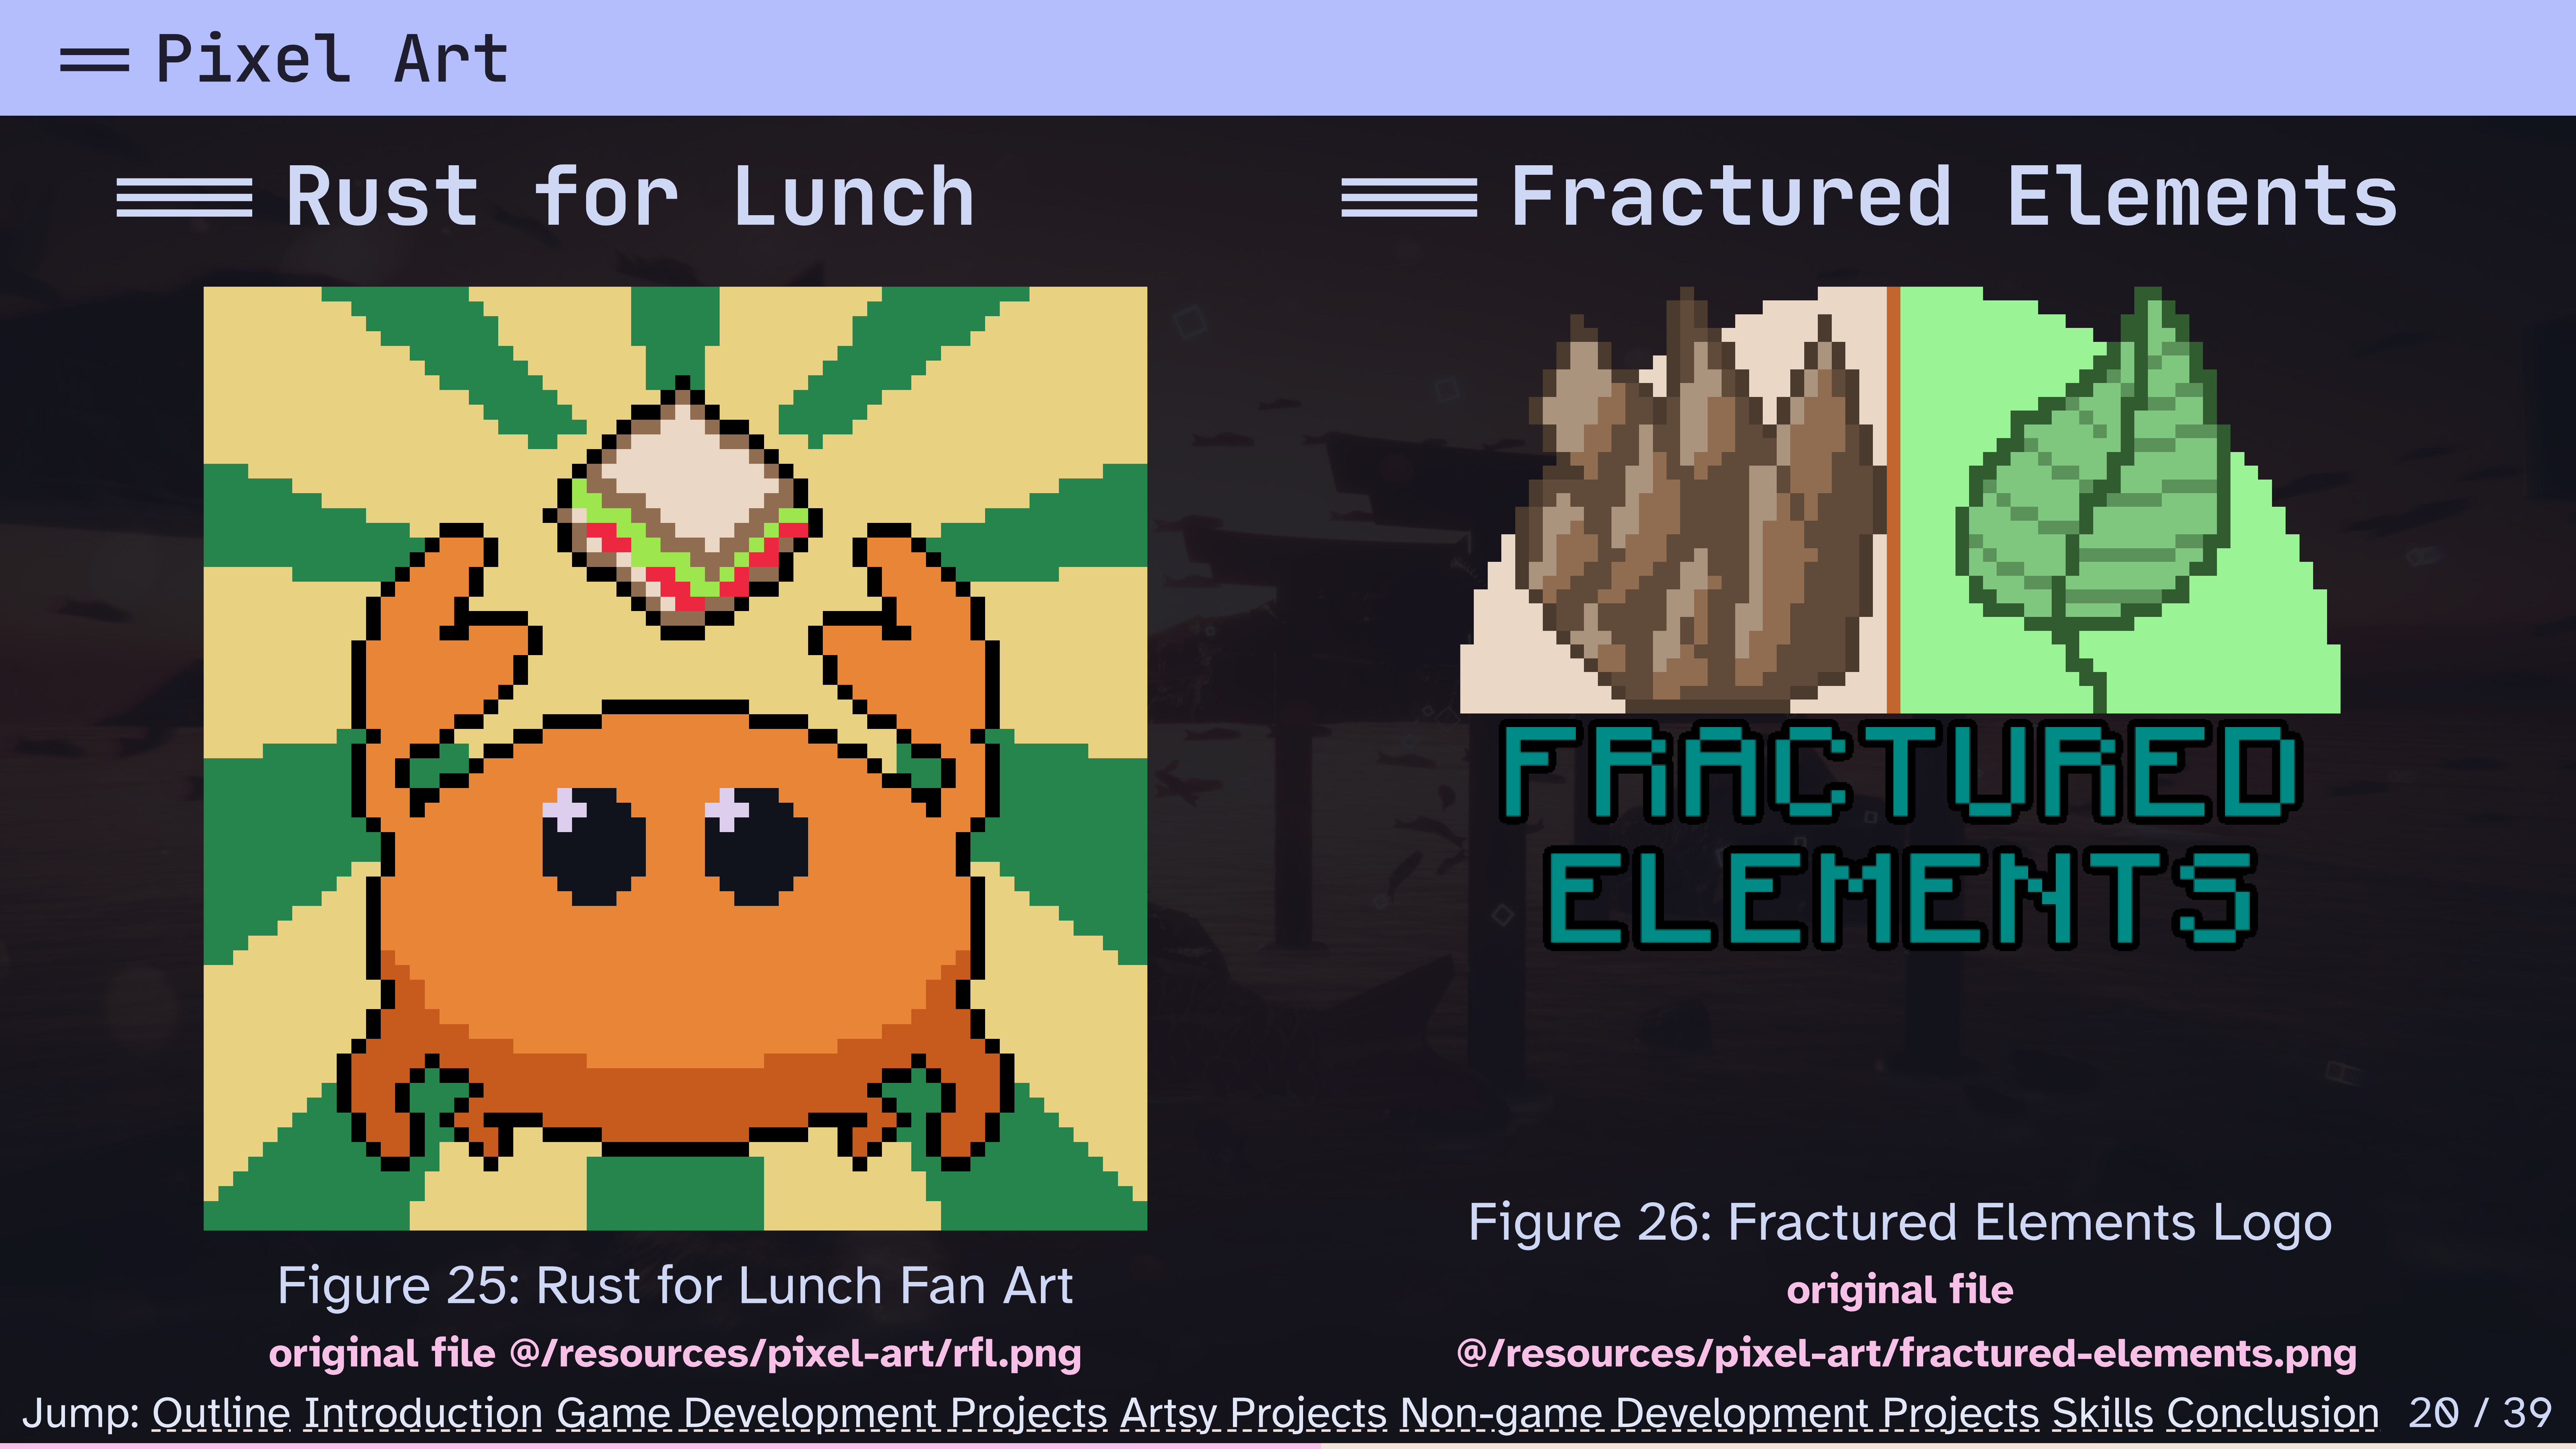 Pixel Art
Rust for Lunch
Fractured Elements
FRACTURED
ELEMENTS
Figure 25: Rust for Lunch Fan Art
original file @/resources/pixel-art/rfl.png
Figure 26: Fractured Elements Logo
original file
@/resources/pixel-art/fractured-elements.png
Jump: Outline Introduction Game Development Projects Artsy Projects Non-game Development Projects Skills Conclusion 20 / 39